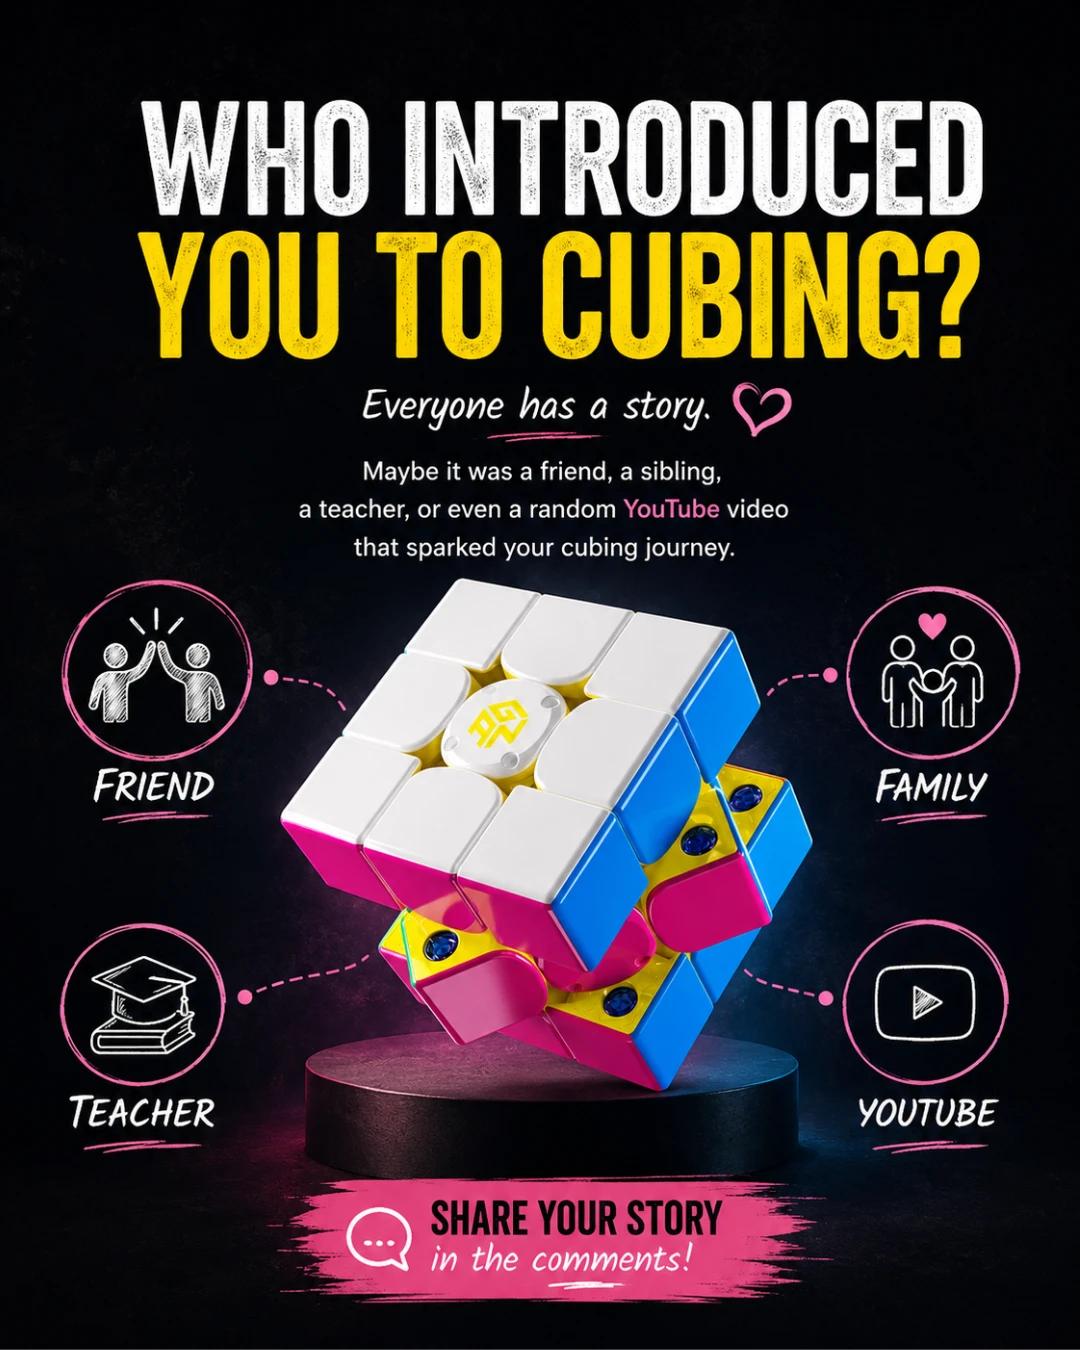 WHO INTRODUCED
YOU TO CUBING?
Everyone has a story.
Maybe it was a friend, a sibling,
a teacher, or even a random YouTube video
that sparked your cubing journey.
FRIEND
FAMILY
GAN
TEACHER
YOUTUBE
SHARE YOUR STORY
in the comments!